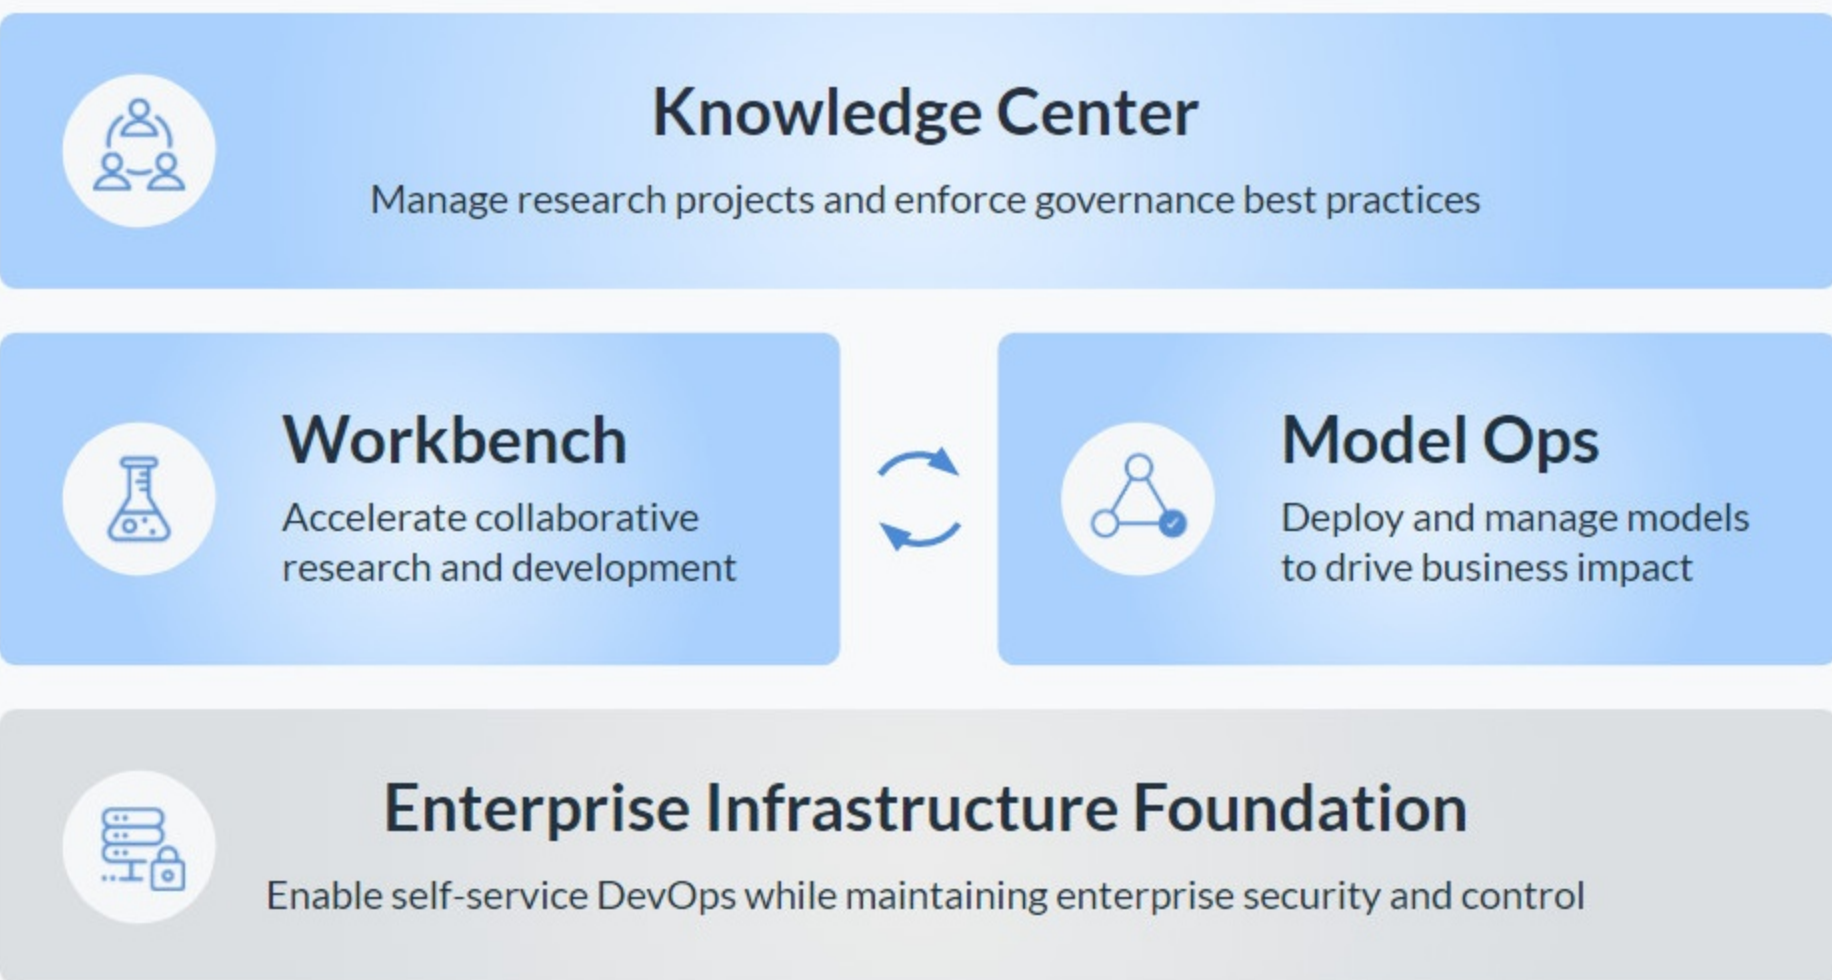 Knowledge Center
Manage research projects and enforce governance best practices
Workbench
Accelerate collaborative
research and development
Model Ops
Deploy and manage models
to drive business impact
Enterprise Infrastructure Foundation
Enable self-service DevOps while maintaining enterprise security and control